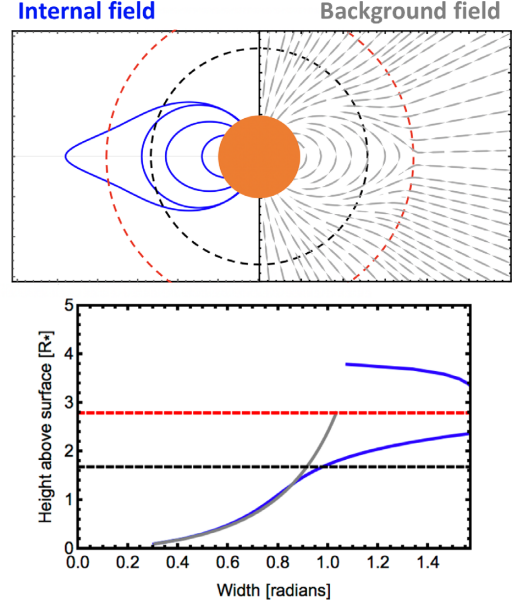 Internal field
Background field
5
4
3
2
1
0
0.0 0.2 0.4 0.6 0.8 1.0 1.2 1.4
Height above surface [R*]
Width [radians]